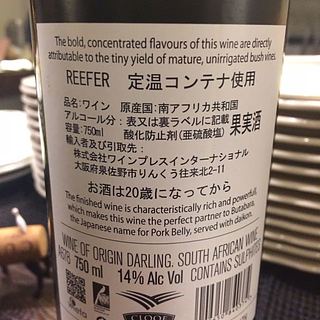 The bold, concentrated flavours of this wine are directly
attributable to the tiny yield of mature, unirrigated bush vines.
REEFER 定温コンテナ使用
品名:ワイン 原産国:南アフリカ共和国
アルコール分:表又は裏ラベルに記載
容量:750ml 酸化防止剤(亜硫酸塩) 果実酒
輸入者及び引取先:
株式会社ワインプレスインターナショナル
大阪府泉佐野市りんくう往来北2-11
お酒は20歳になってから
The finished wine is characteristically rich and powerful,
which makes this wine the perfect partner to Butabara,
the Japanese name for Pork Belly, served with daikon.
WINE OF ORIGIN DARLING, SOUTH AFRICAN WINE
750 ml 14% Alc Vol CONTAINS SULPHITES
CLOOF